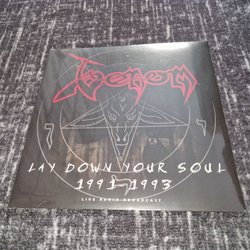 VENOM
LAY DOWN YOUR SOUL
1991-1993
LIVE RADIO BROADCAST